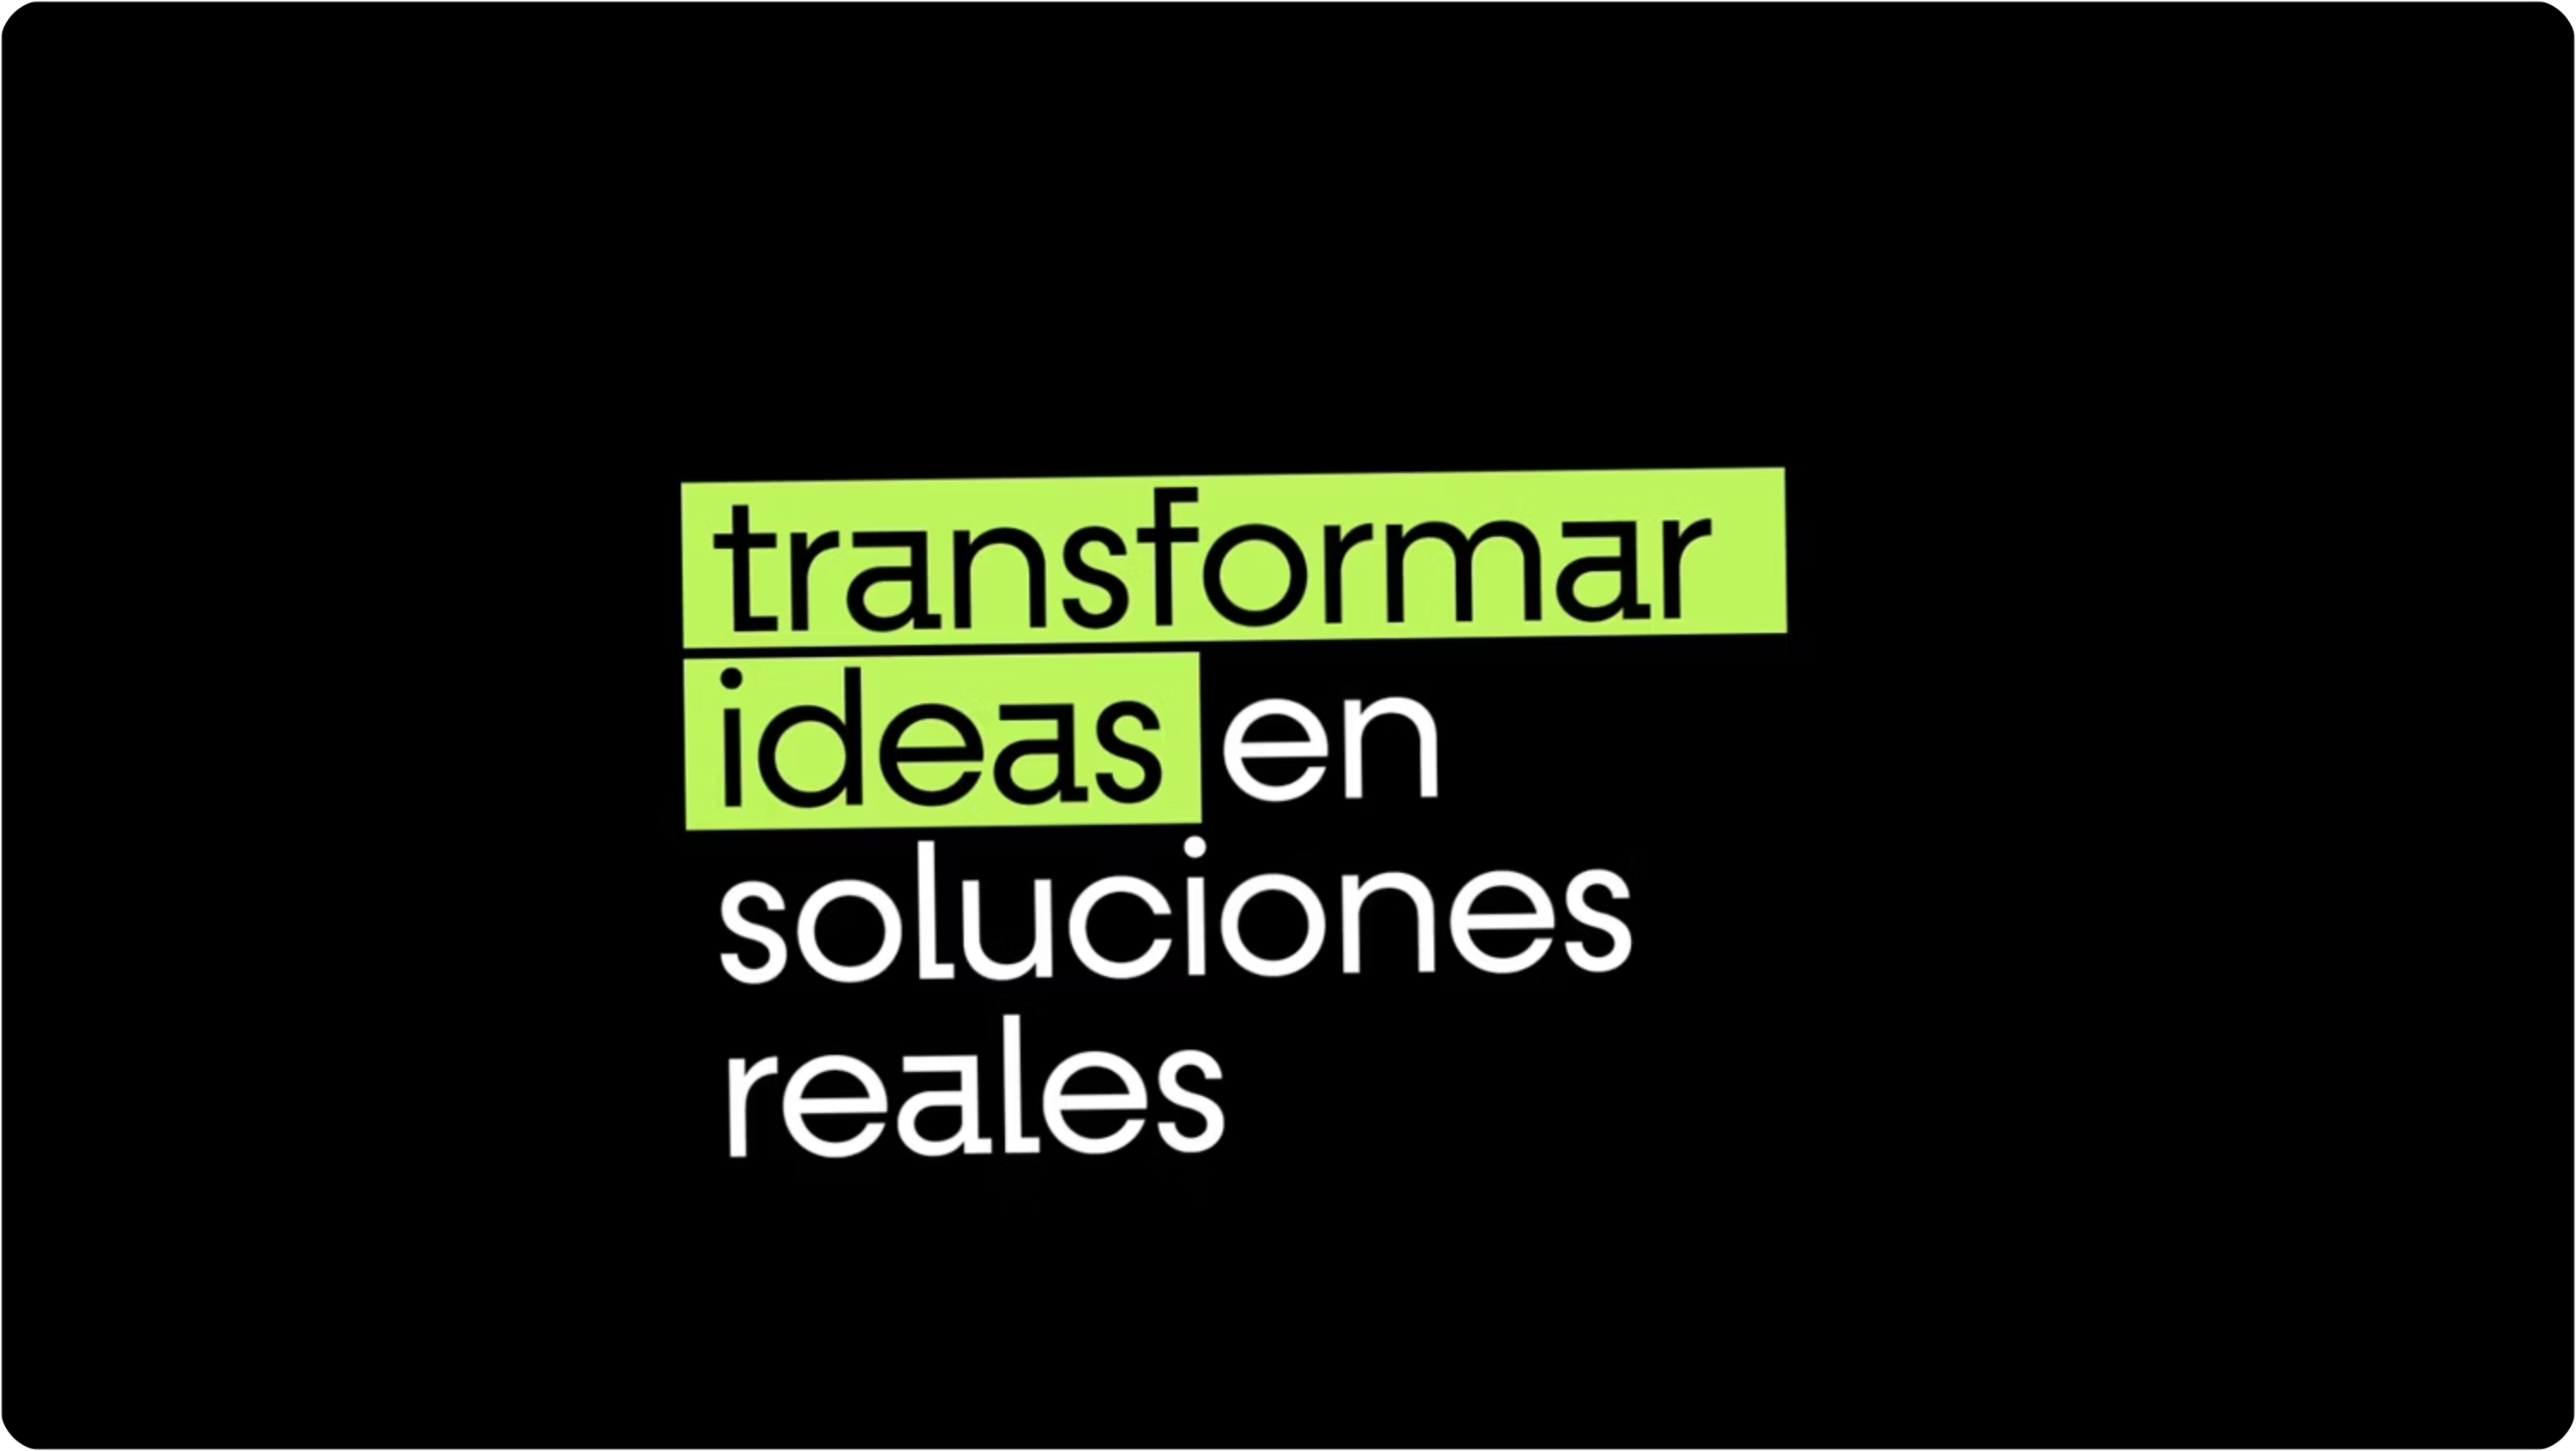 transformar
ideas en
soluciones
reales